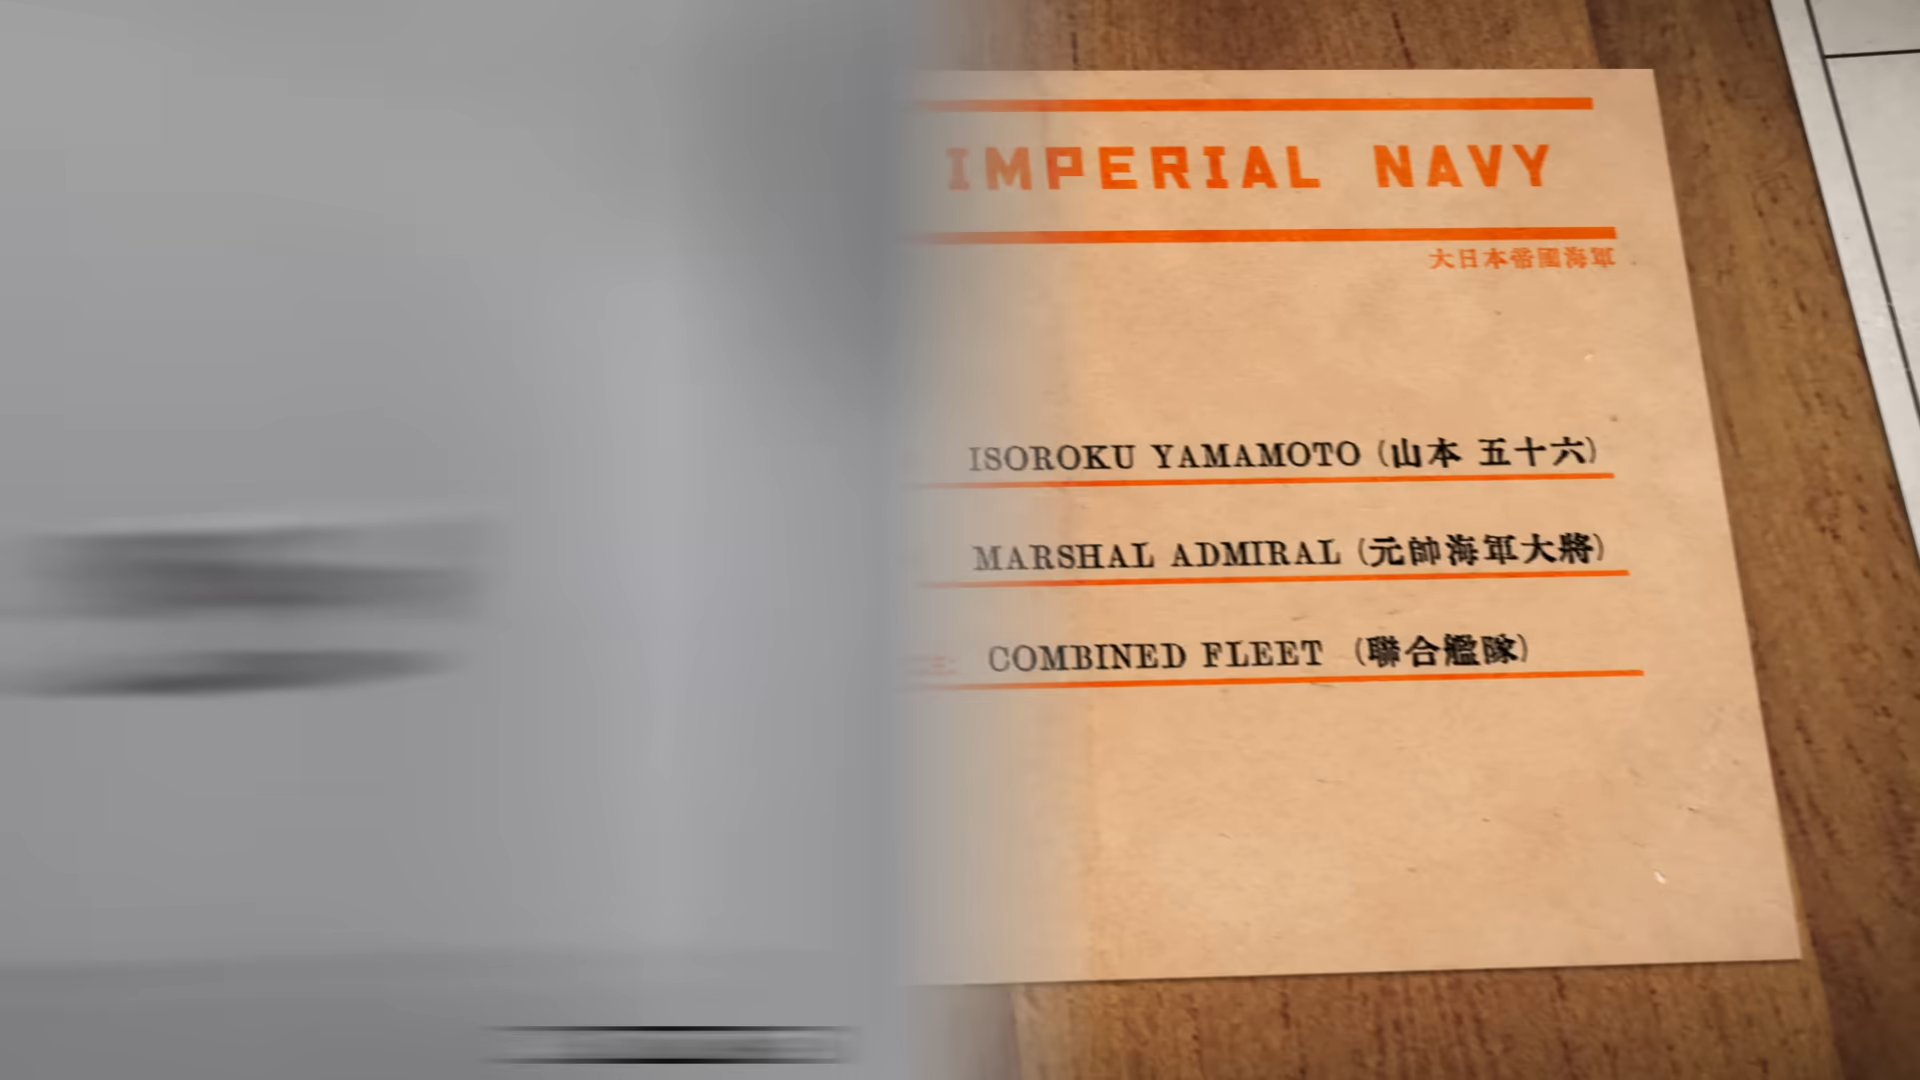 IMPERIAL NAVY
大日本帝國海軍
ISOROKU YAMAMOTO (山本 五十六)
MARSHAL ADMIRAL (元帥海軍大將)
COMBINED FLEET (聯合艦隊)